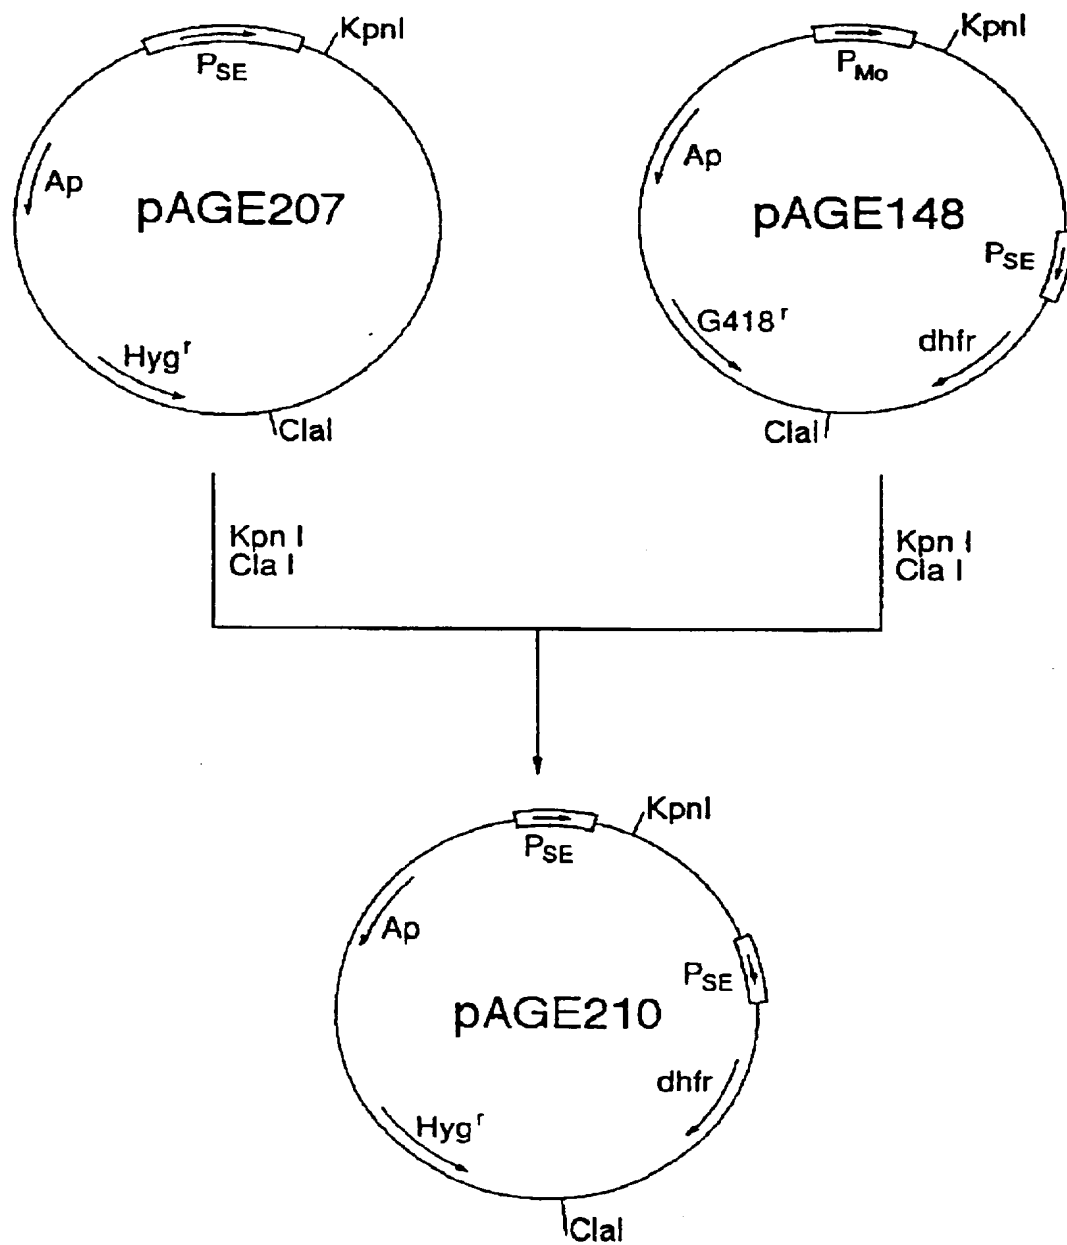 KpnI
PSE
Ap
pAGE207
Hygr
ClaI
KpnI
PMo
Ap
pAGE148
PSE
G418r
dhfr
ClaI
Kpn I
Cla I
Kpn I
Cla I
KpnI
PSE
Ap
PSE
pAGE210
dhfr
Hygr
ClaI